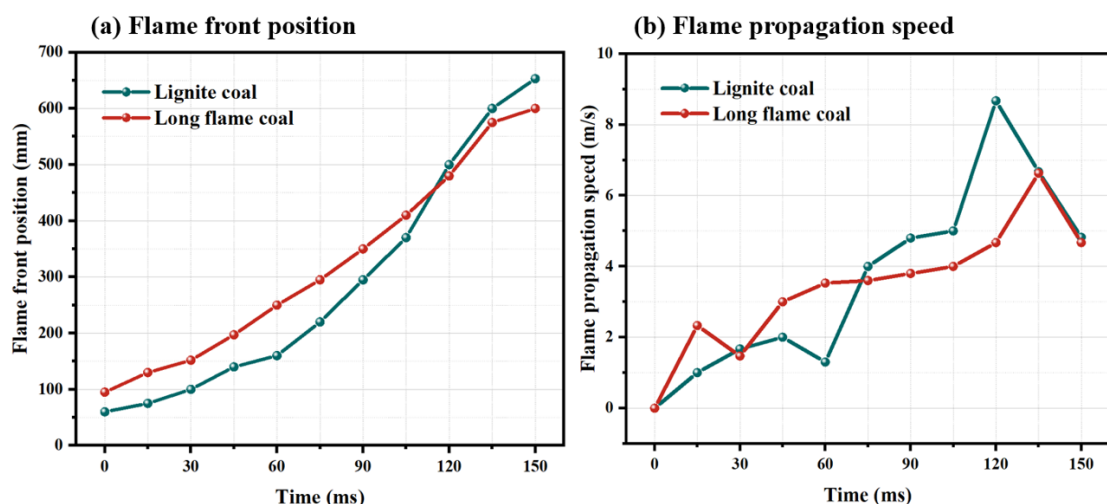 (a) Flame front position
700
600
500
400
300
200
100
0
Flame front position (mm)
Lignite coal
Long flame coal
0 30 60 90 120 150
Time (ms)
(b) Flame propagation speed
10
8
6
4
2
0
Flame propagation speed (m/s)
Lignite coal
Long flame coal
0 30 60 90 120 150
Time (ms)